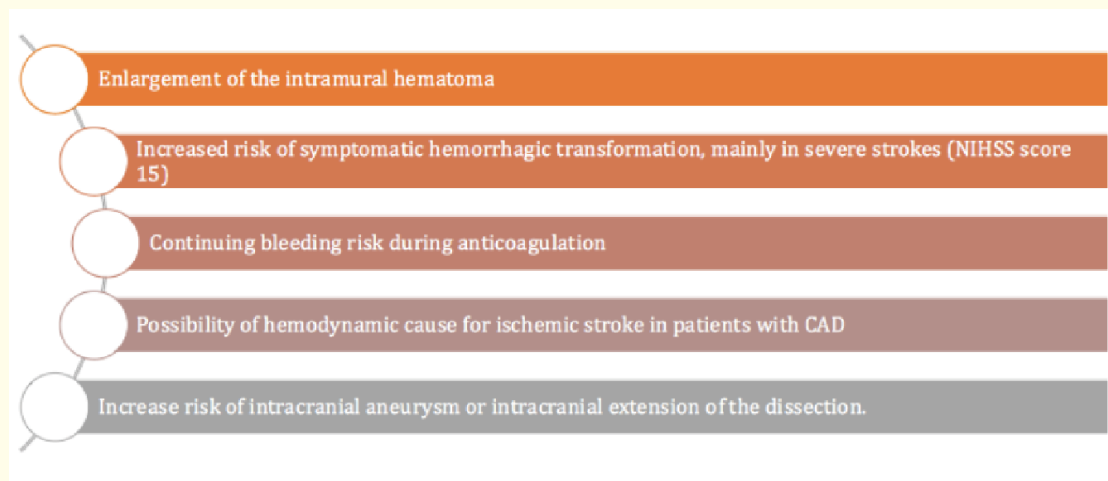 Enlargement of the intramural hematoma
Increased risk of symptomatic hemorrhagic transformation, mainly in severe strokes (NIHSS score
15)
Continuing bleeding risk during anticoagulation
Possibility of hemodynamic cause for ischemic stroke in patients with CAD
Increase risk of intracranial aneurysm or intracranial extension of the dissection.